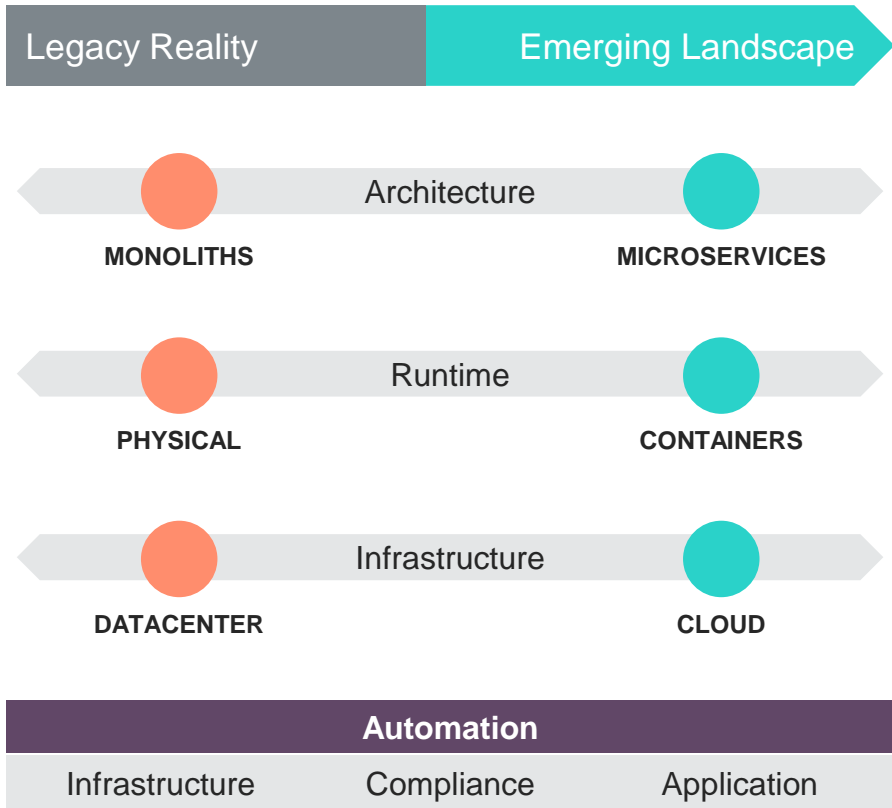 Legacy Reality
Emerging Landscape
Architecture
MONOLITHS
MICROSERVICES
Runtime
PHYSICAL
CONTAINERS
Infrastructure
DATACENTER
CLOUD
Automation
Infrastructure
Compliance
Application